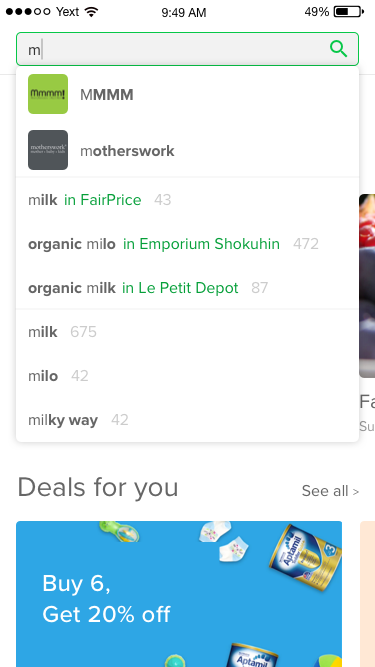 Yext 9:49 AM 49%
m
Mmmm!
MMMM
motherswork
motherswork
milk in FairPrice 43
organic milo in Emporium Shokuhin 472
organic milk in Le Petit Depot 87
milk 675
milo 42
milky way 42
Fa
Su
Deals for you
See all >
Buy 6,
Get 20% off
Aptamil
3
Aptamil